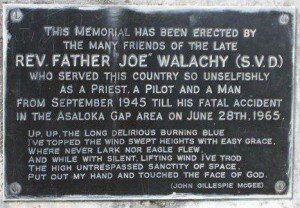 THIS MEMORIAL HAS BEEN ERECTED BY
THE MANY FRIENDS OF THE LATE
REV. FATHER "JOE" WALACHY (S.V.D)
WHO SERVED THIS COUNTRY SO UNSELFISHLY
AS A PRIEST, A PILOT AND A MAN
FROM SEPTEMBER 1945 TILL HIS FATAL ACCIDENT
IN THE ASALOKA GAP AREA ON JUNE 28TH. 1965.
UP, UP, THE LONG DELIRIOUS BURNING BLUE
I'VE TOPPED THE WIND SWEPT HEIGHTS WITH EASY GRACE,
WHERE NEVER LARK NOR EAGLE FLEW.
AND WHILE WITH SILENT, LIFTING WIND I'VE TROD
THE HIGH UNTRESPASSED SANCTITY OF SPACE
PUT OUT MY HAND AND TOUCHED THE FACE OF GOD.
(JOHN GILLESPIE MCGEE)